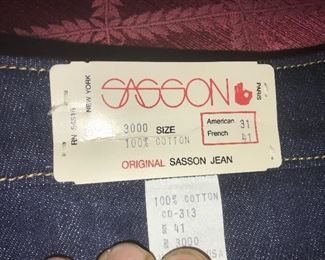 RN 54318
NEW YORK
SASSON
PARIS
3000 SIZE
100% COTTON
American 31
French 41
ORIGINAL SASSON JEAN
100% COTTON
CD-313
41
3000
USA